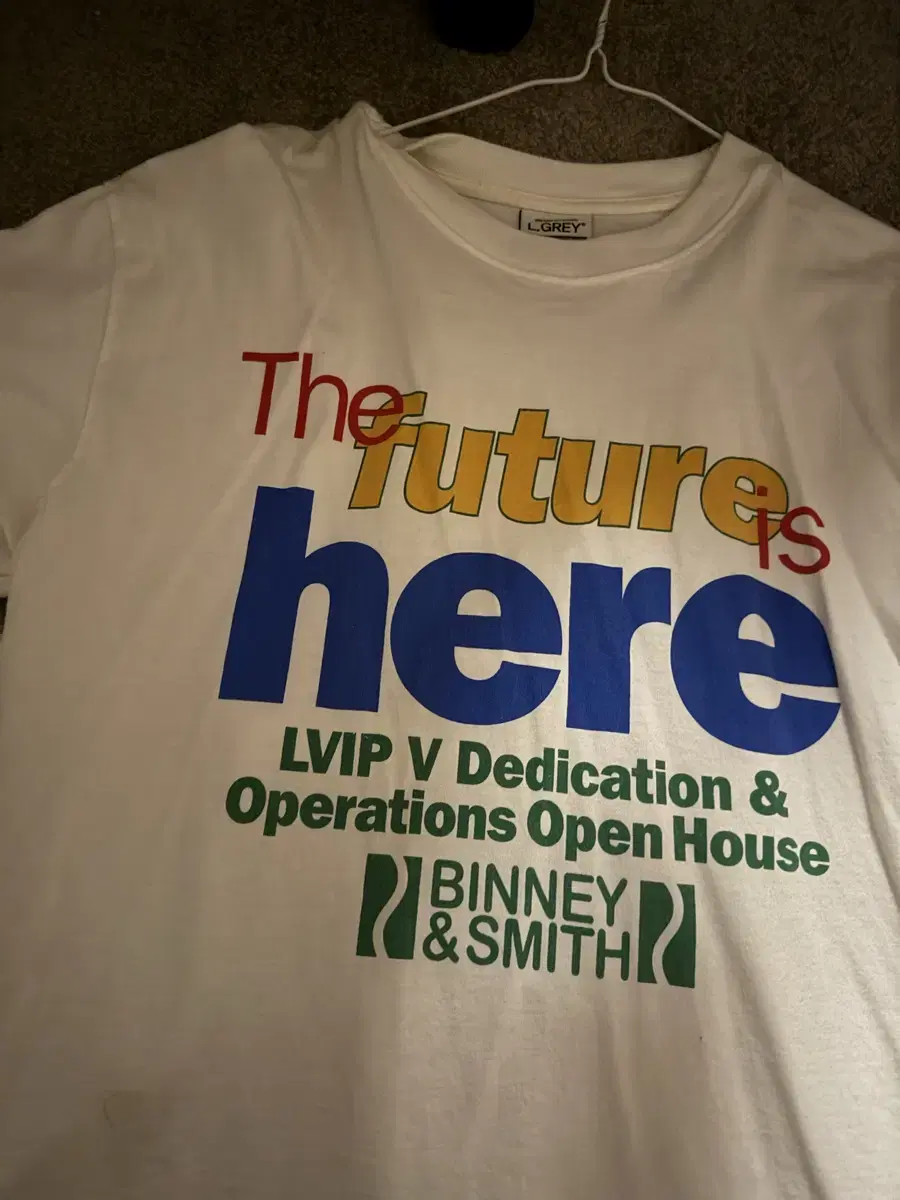 L.GREY®
The
future
is
here
LVIP V Dedication &
Operations Open House
BINNEY
& SMITH